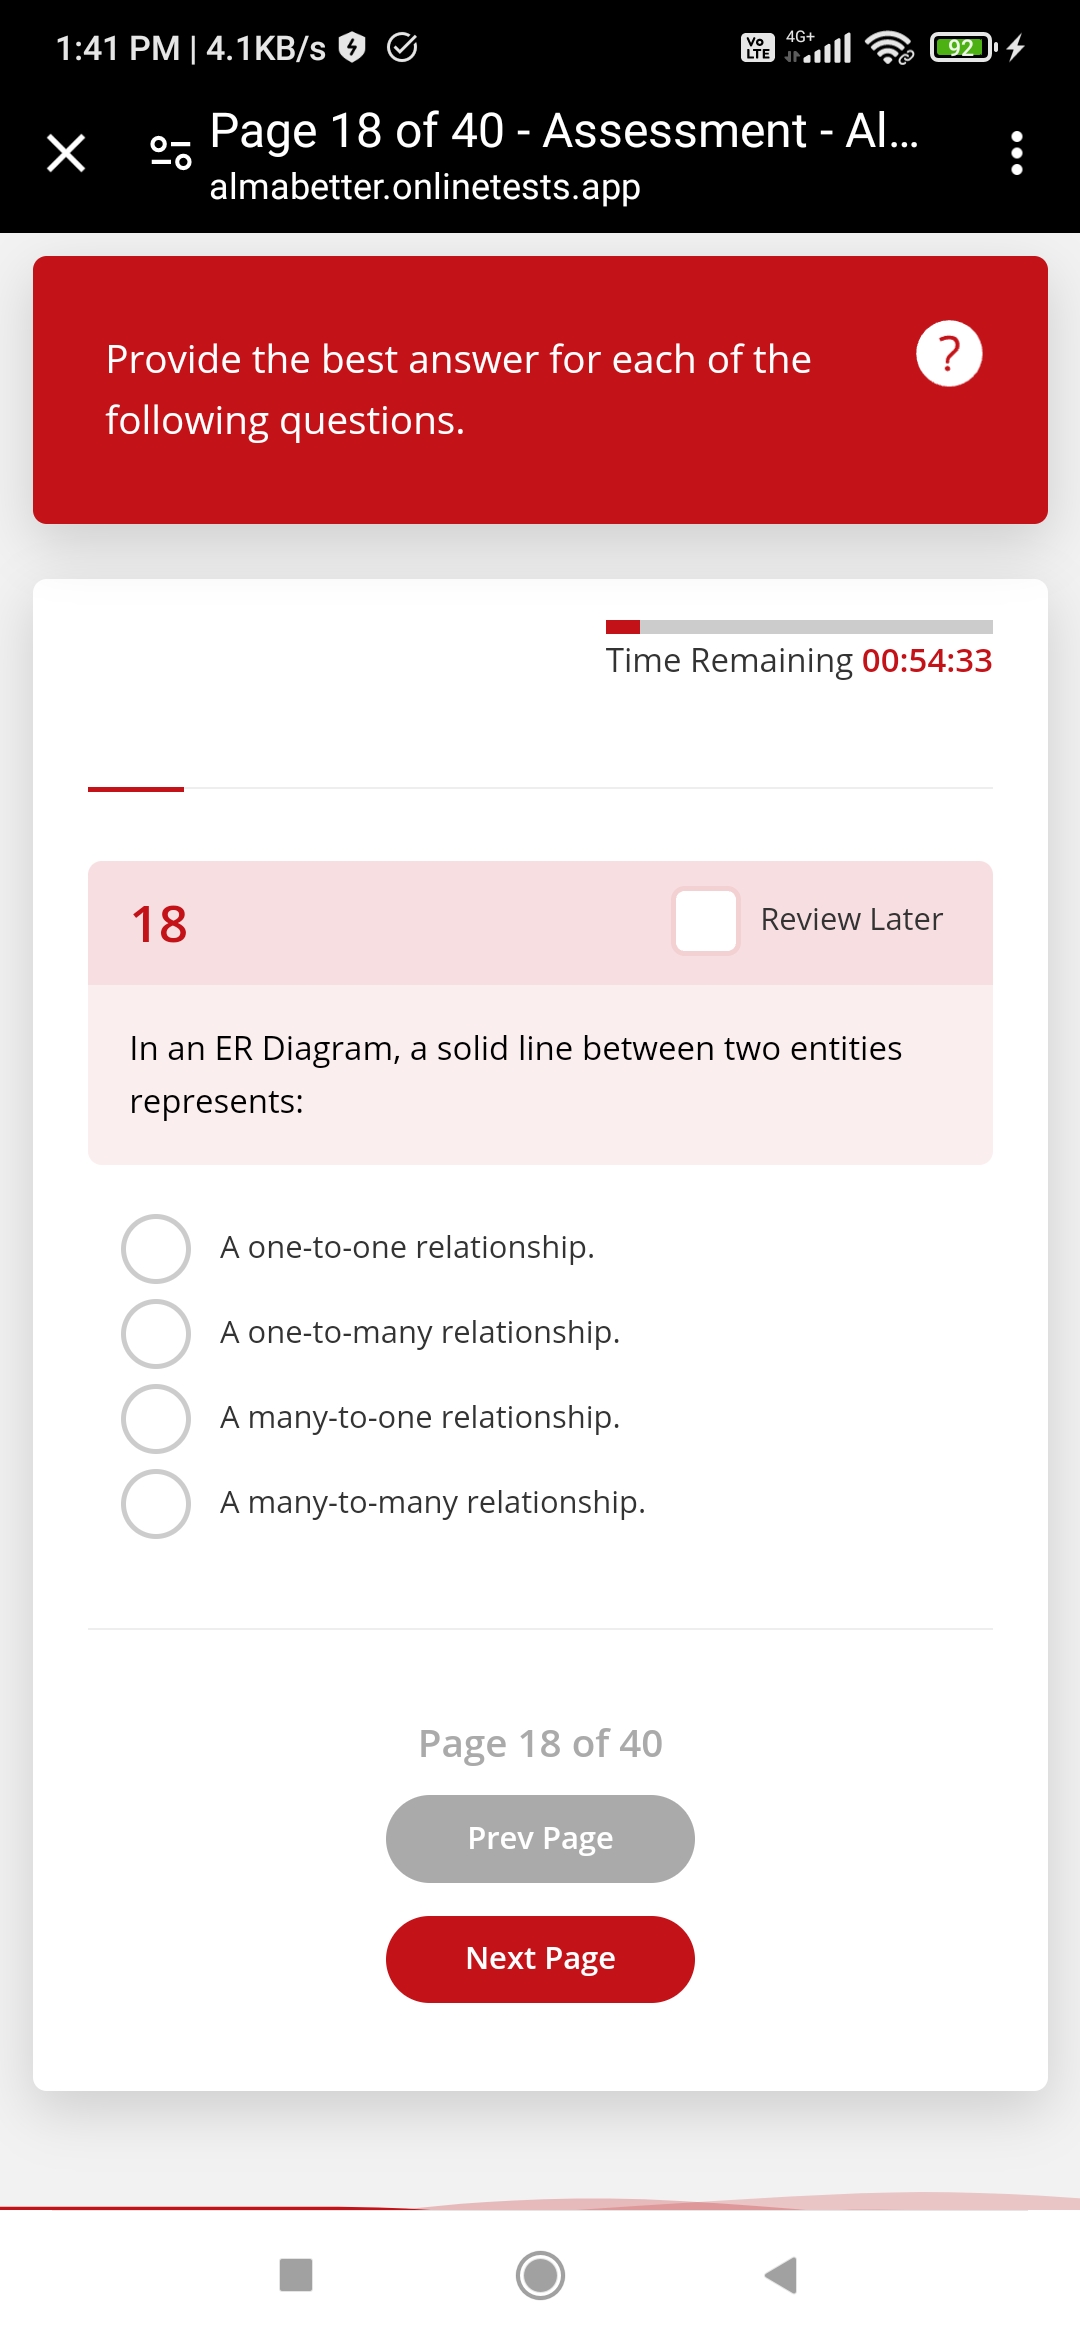 1:41 PM | 4.1KB/s
Vo LTE 4G+ 92
Page 18 of 40 - Assessment - Al...
almabetter.onlinetests.app
Provide the best answer for each of the
following questions.
?
Time Remaining 00:54:33
18
Review Later
In an ER Diagram, a solid line between two entities
represents:
A one-to-one relationship.
A one-to-many relationship.
A many-to-one relationship.
A many-to-many relationship.
Page 18 of 40
Prev Page
Next Page